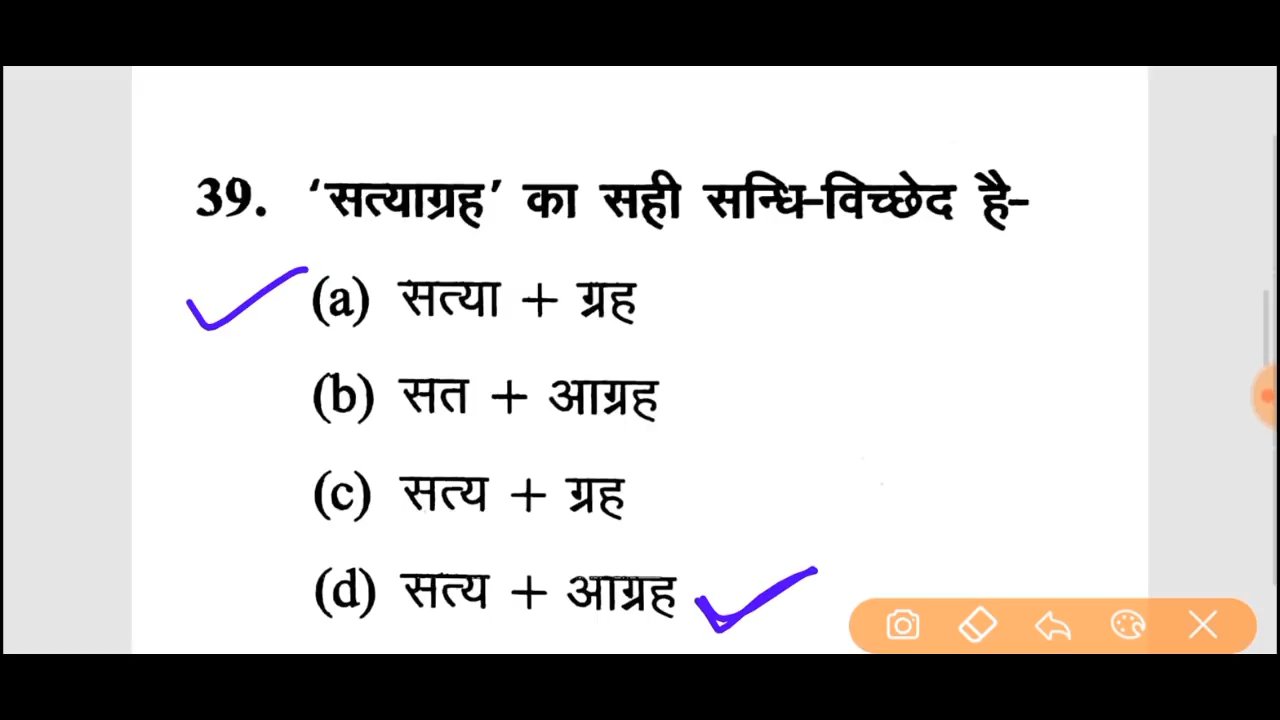 39. ‘सत्याग्रह’ का सही सन्धि-विच्छेद है-
(a) सत्या + ग्रह
(b) सत + आग्रह
(c) सत्य + ग्रह
(d) सत्य + आग्रह